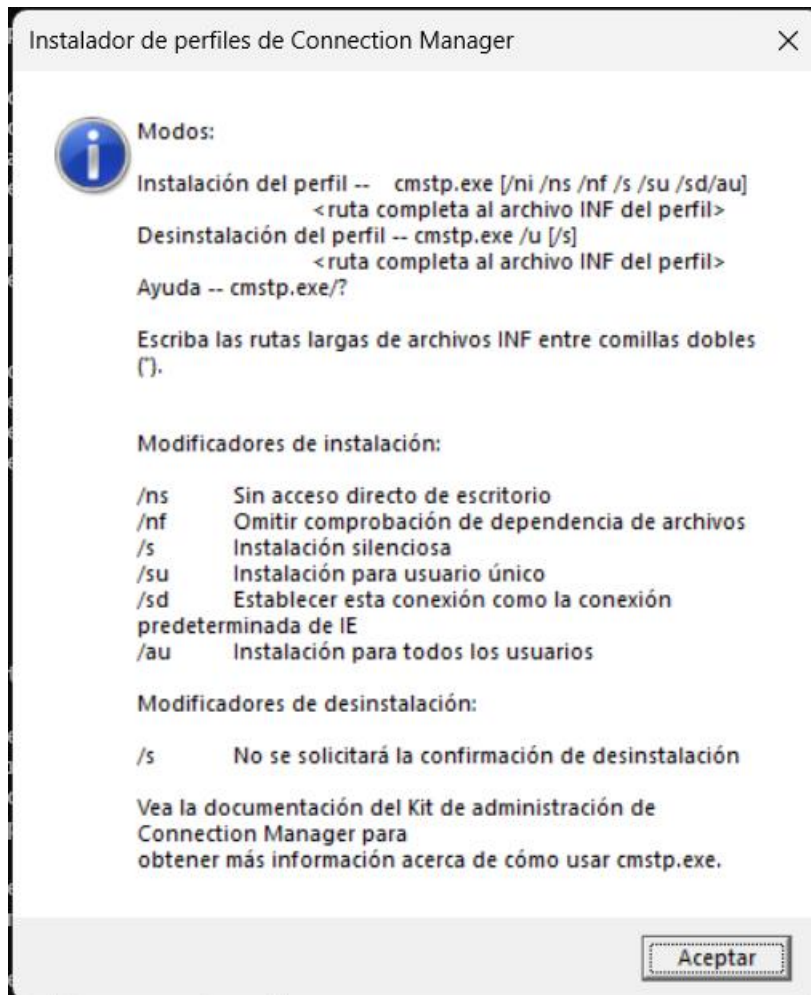 Instalador de perfiles de Connection Manager
Modos:
Instalación del perfil -- cmstp.exe [/ni /ns /nf /s /su /sd/au]
<ruta completa al archivo INF del perfil>
Desinstalación del perfil -- cmstp.exe /u [/s]
<ruta completa al archivo INF del perfil>
Ayuda -- cmstp.exe/?
Escriba las rutas largas de archivos INF entre comillas dobles
(").
Modificadores de instalación:
/ns Sin acceso directo de escritorio
/nf Omitir comprobación de dependencia de archivos
/s Instalación silenciosa
/su Instalación para usuario único
/sd Establecer esta conexión como la conexión
predeterminada de IE
/au Instalación para todos los usuarios
Modificadores de desinstalación:
/s No se solicitará la confirmación de desinstalación
Vea la documentación del Kit de administración de
Connection Manager para
obtener más información acerca de cómo usar cmstp.exe.
Aceptar